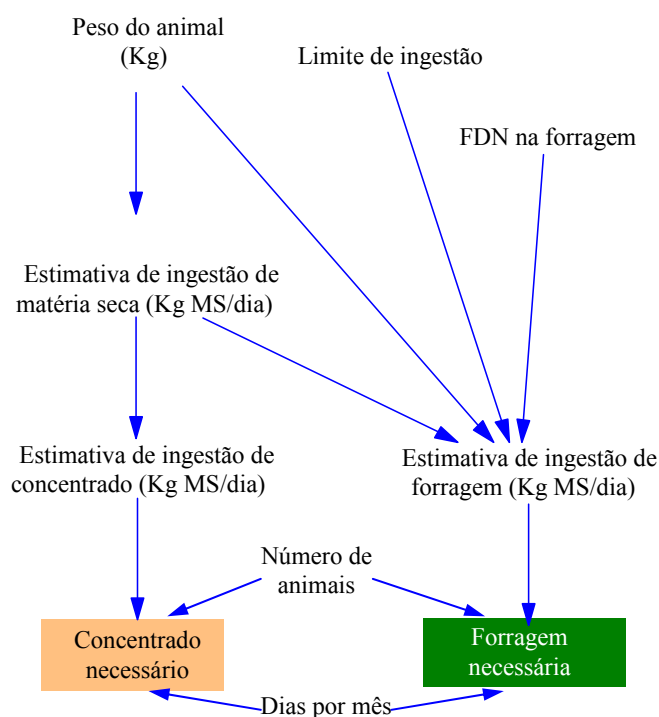 Peso do animal
(Kg)
Limite de ingestão
FDN na forragem
Estimativa de ingestão de
matéria seca (Kg MS/dia)
Estimativa de ingestão de
concentrado (Kg MS/dia)
Estimativa de ingestão de
forragem (Kg MS/dia)
Número de
animais
Concentrado
necessário
Forragem
necessária
Dias por mês